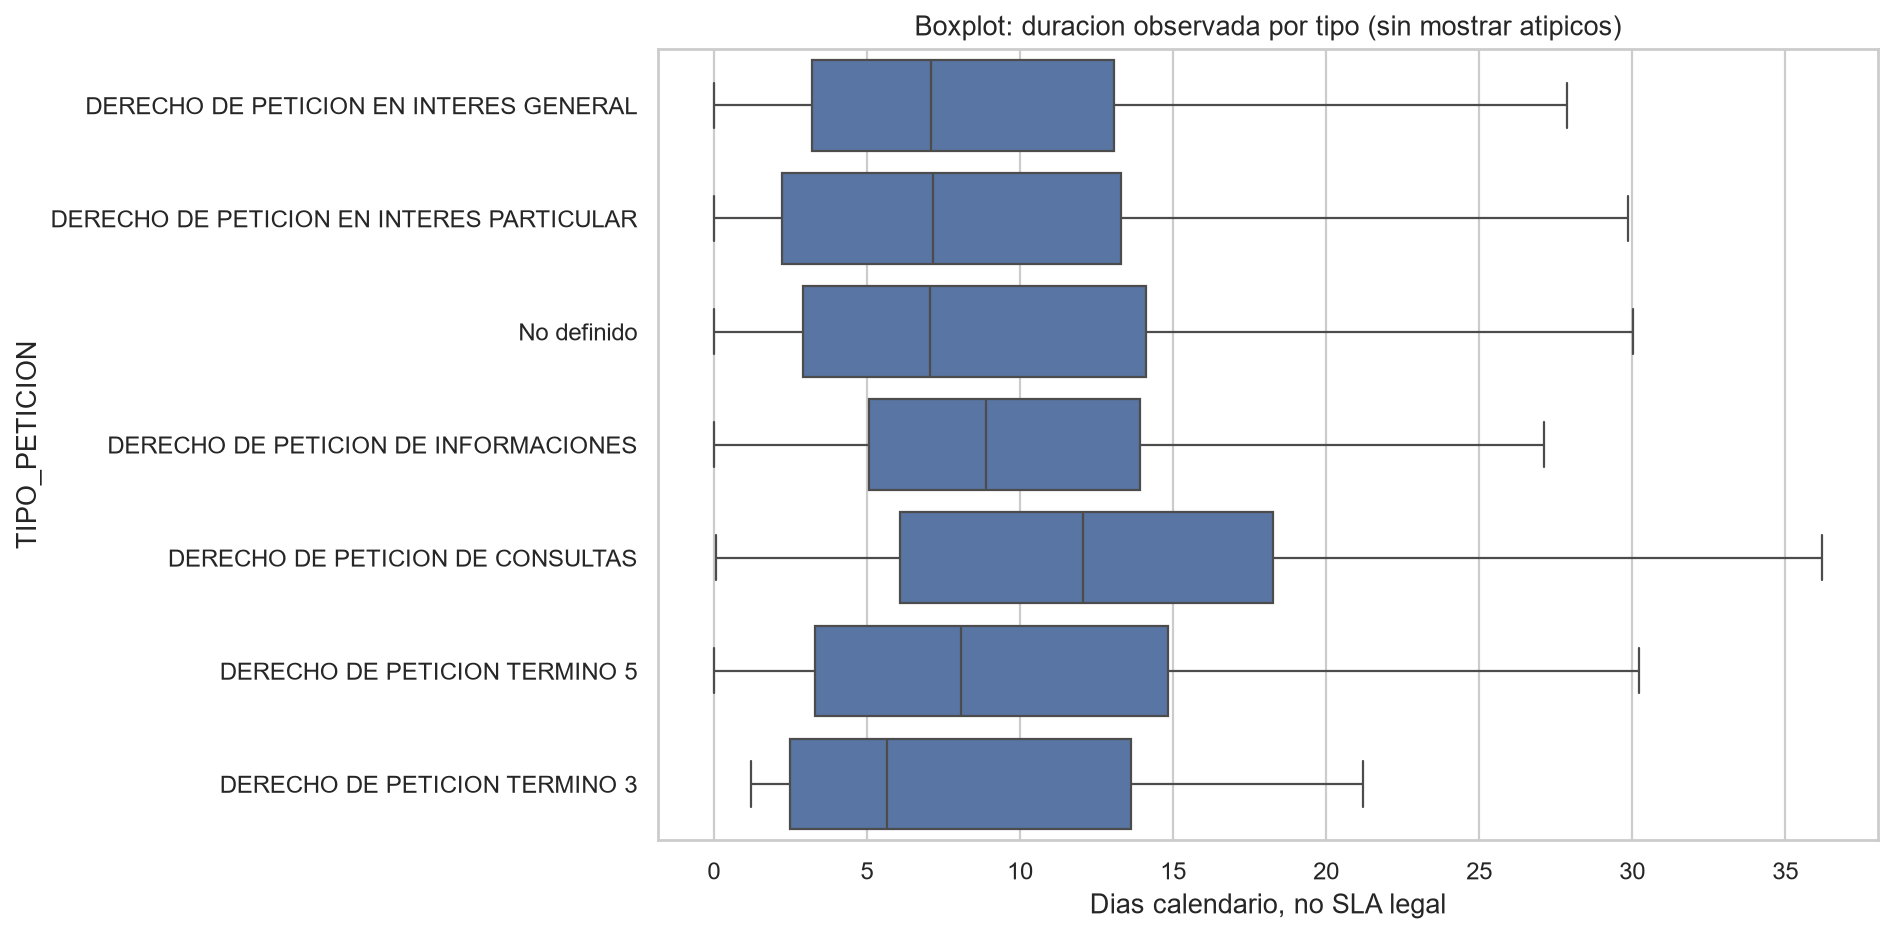 Boxplot: duracion observada por tipo (sin mostrar atipicos)
TIPO_PETICION
DERECHO DE PETICION EN INTERES GENERAL
DERECHO DE PETICION EN INTERES PARTICULAR
No definido
DERECHO DE PETICION DE INFORMACIONES
DERECHO DE PETICION DE CONSULTAS
DERECHO DE PETICION TERMINO 5
DERECHO DE PETICION TERMINO 3
0 5 10 15 20 25 30 35
Dias calendario, no SLA legal